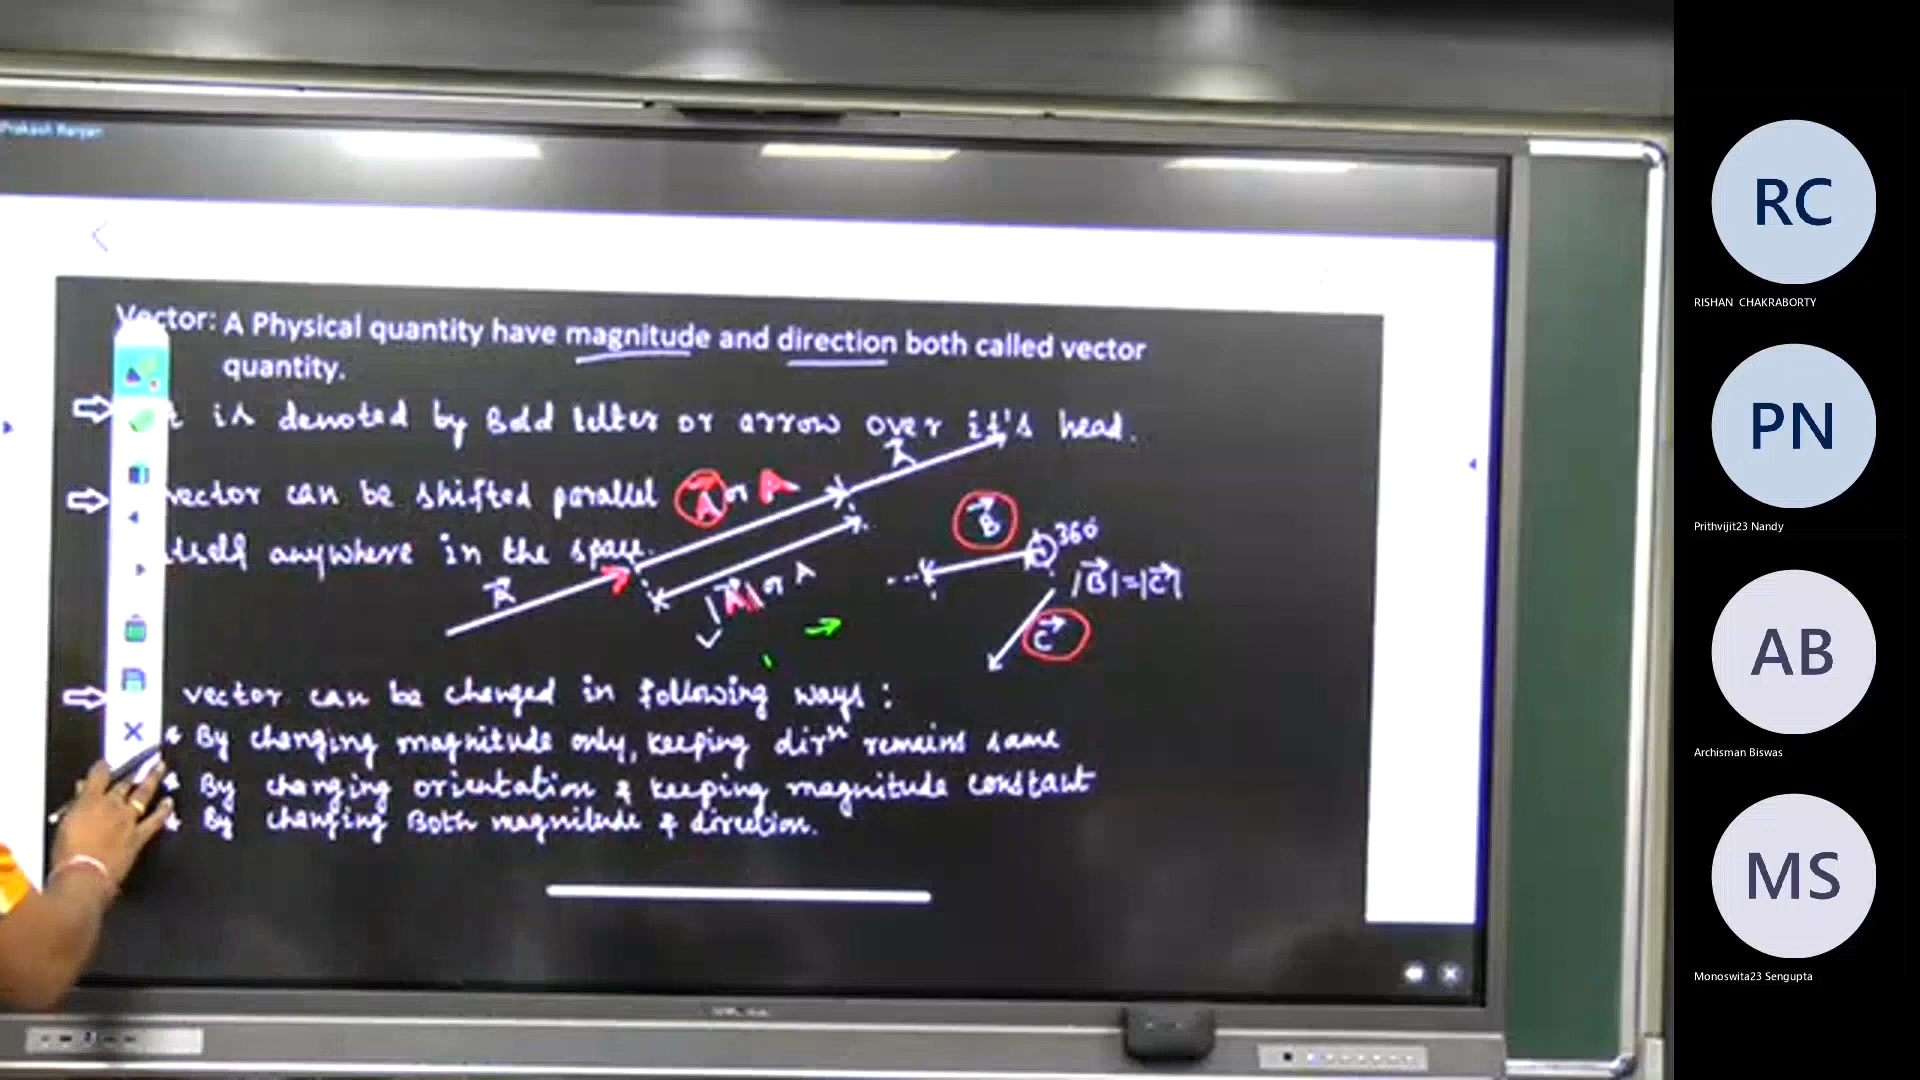 Prakash Ranjan
Vector: A Physical quantity have magnitude and direction both called vector
quantity.
is denoted by Bold letter or arrow over it's head.
vector can be shifted parallel
A or A
A
itself anywhere in the space.
A
|A| or A
B
360°
|B|=|C|
C
vector can be changed in following ways:
* By changing magnitude only, keeping dirⁿ remains same
* By changing orientation & keeping magnitude constant
* By changing Both magnitude & direction.
RC
RISHAN CHAKRABORTY
PN
Prithvijit23 Nandy
AB
Archisman Biswas
MS
Monoswita23 Sengupta